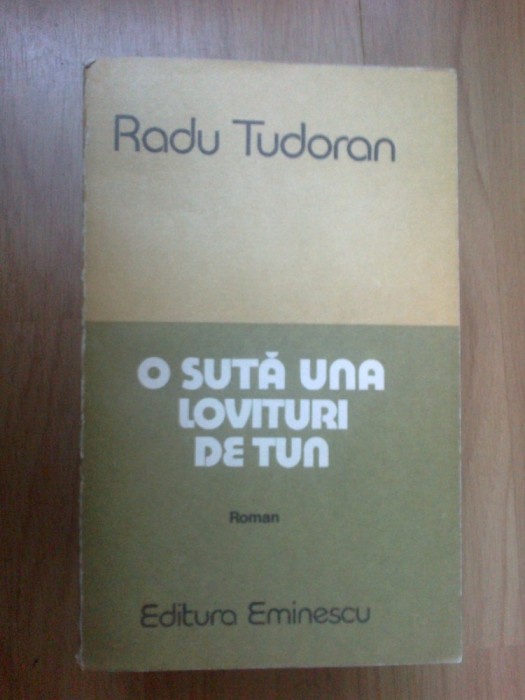 Radu Tudoran
O SUTĂ UNA
LOVITURI
DE TUN
Roman
Editura Eminescu